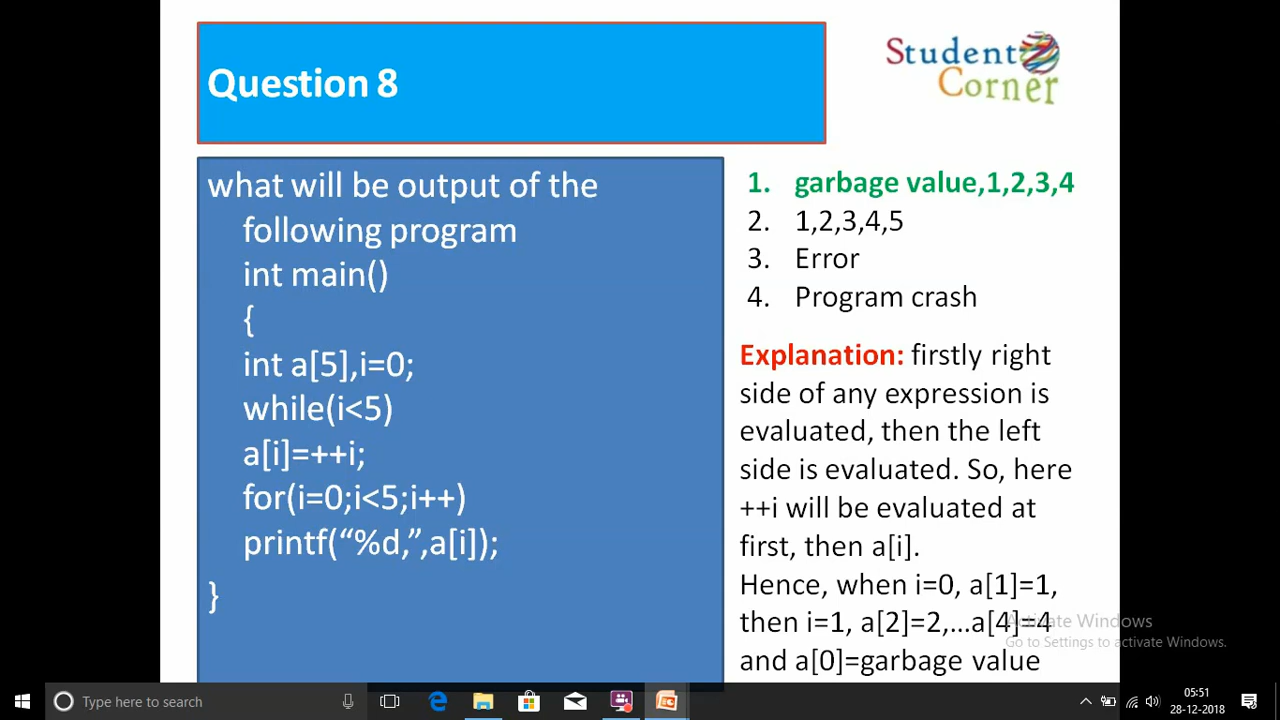 Question 8
Student
Corner
what will be output of the
following program
int main()
{
int a[5],i=0;
while(i<5)
a[i]=++i;
for(i=0;i<5;i++)
printf(“%d,”,a[i]);
}
1. garbage value,1,2,3,4
2. 1,2,3,4,5
3. Error
4. Program crash
Explanation: firstly right
side of any expression is
evaluated, then the left
side is evaluated. So, here
++i will be evaluated at
first, then a[i].
Hence, when i=0, a[1]=1,
then i=1, a[2]=2,...a[4]=4
and a[0]=garbage value
Activate Windows
Go to Settings to activate Windows.
Type here to search
05:51
28-12-2018